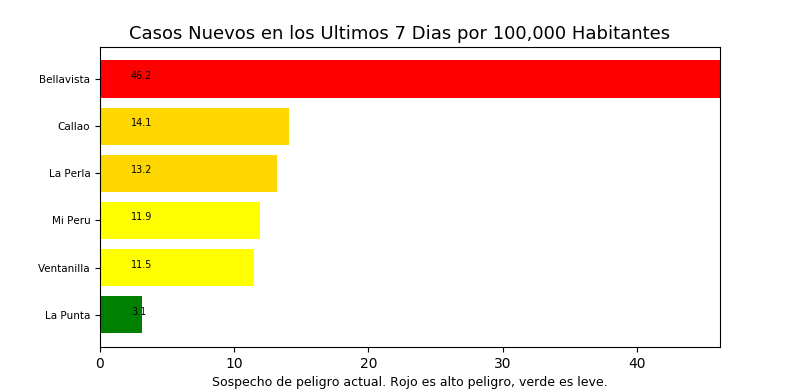 Casos Nuevos en los Ultimos 7 Dias por 100,000 Habitantes
Bellavista 46.2
Callao 14.1
La Perla 13.2
Mi Peru 11.9
Ventanilla 11.5
La Punta 3.1
0 10 20 30 40
Sospecho de peligro actual. Rojo es alto peligro, verde es leve.